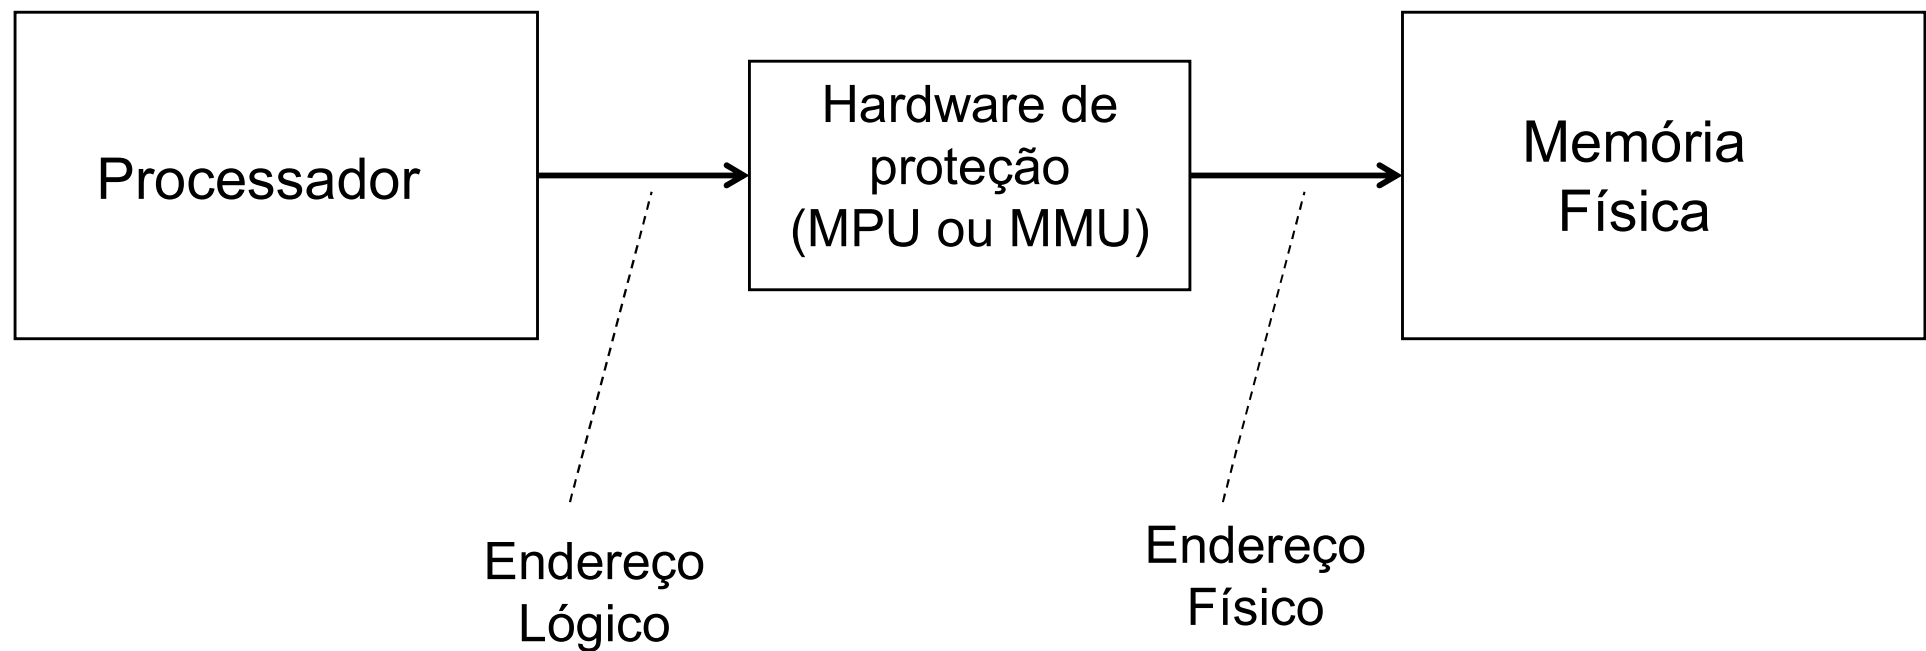 Processador
Hardware de
proteção
(MPU ou MMU)
Memória
Física
Endereço
Lógico
Endereço
Físico